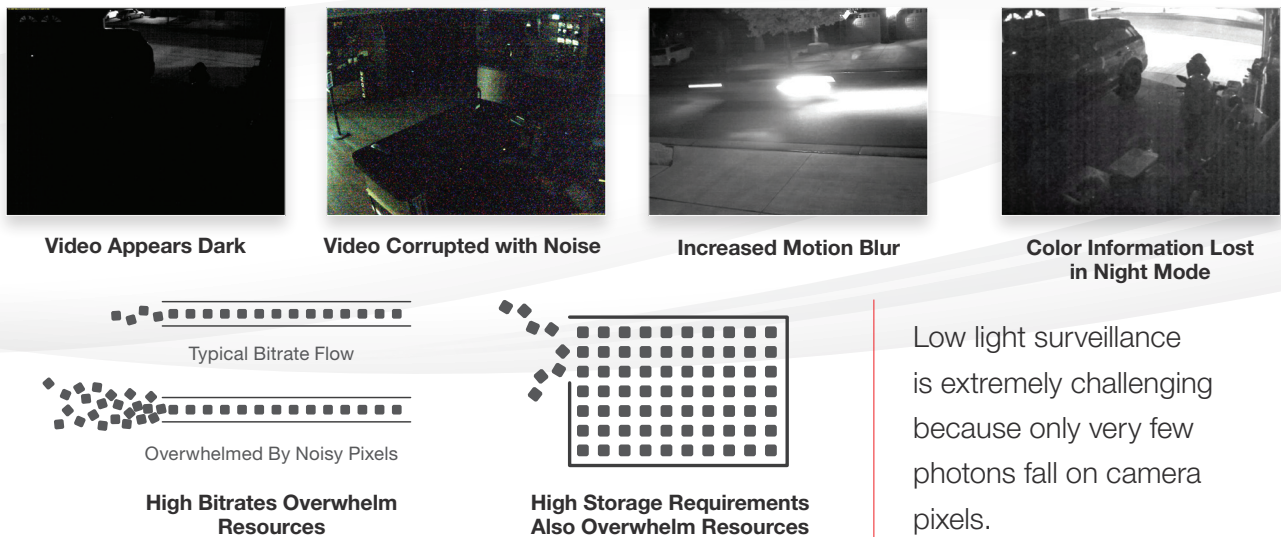 Video Appears Dark
Video Corrupted with Noise
Increased Motion Blur
Color Information Lost
in Night Mode
Typical Bitrate Flow
Overwhelmed By Noisy Pixels
High Bitrates Overwhelm
Resources
High Storage Requirements
Also Overwhelm Resources
Low light surveillance
is extremely challenging
because only very few
photons fall on camera
pixels.